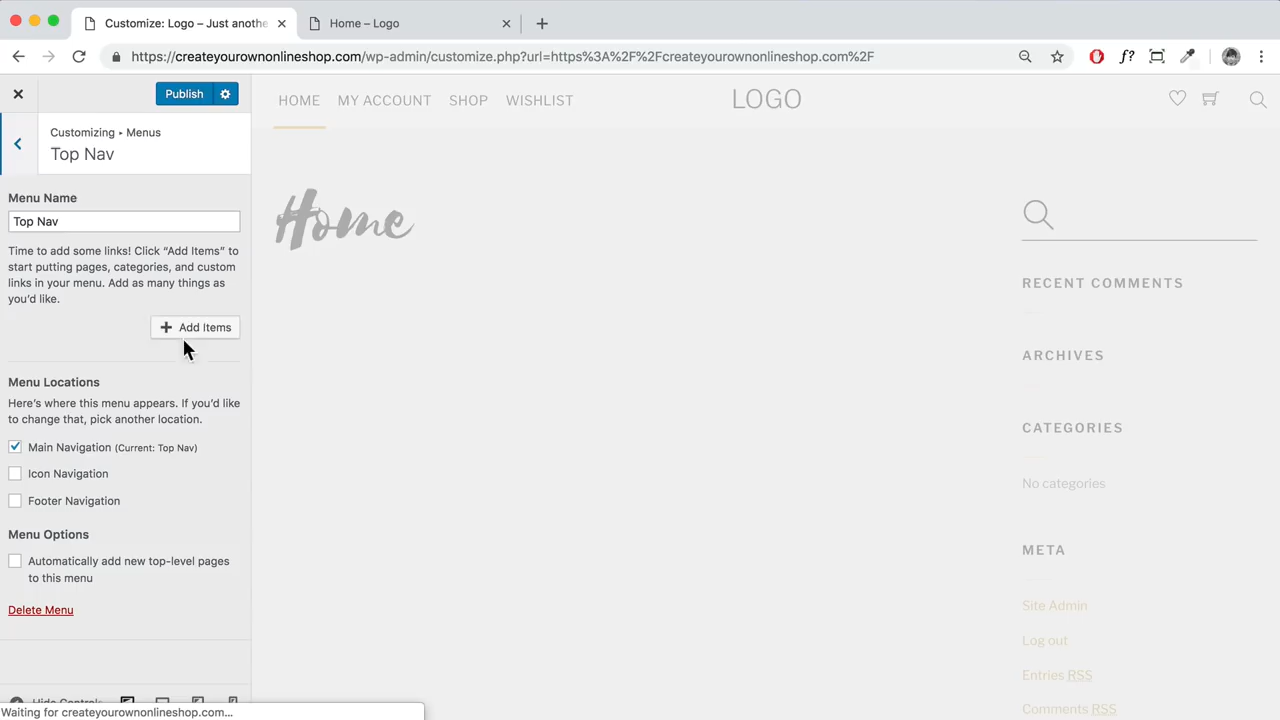 Customize: Logo – Just anothe
Home – Logo
https://createyourownonlineshop.com/wp-admin/customize.php?url=https%3A%2F%2Fcreateyourownonlineshop.com%2F
f?
Publish
HOME MY ACCOUNT SHOP WISHLIST
LOGO
Customizing ▸ Menus
Top Nav
Menu Name
Top Nav
Time to add some links! Click “Add Items” to
start putting pages, categories, and custom
links in your menu. Add as many things as
you’d like.
Add Items
Menu Locations
Here’s where this menu appears. If you’d like
to change that, pick another location.
Main Navigation (Current: Top Nav)
Icon Navigation
Footer Navigation
Menu Options
Automatically add new top-level pages
to this menu
Delete Menu
Hide Controls
Waiting for createyourownonlineshop.com...
Home
RECENT COMMENTS
ARCHIVES
CATEGORIES
No categories
META
Site Admin
Log out
Entries RSS
Comments RSS